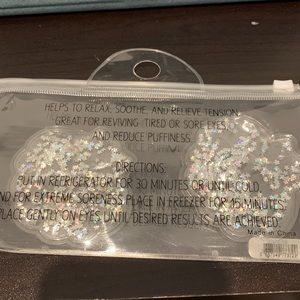 HELPS TO RELAX, SOOTHE, AND RELIEVE TENSION.
GREAT FOR REVIVING TIRED OR SORE EYES,
AND REDUCE PUFFINESS.
DIRECTIONS:
PUT IN REFRIGERATOR FOR 30 MINUTES OR UNTIL COLD,
AND FOR EXTREME SORENESS PLACE IN FREEZER FOR 15 MINUTES.
PLACE GENTLY ON EYES UNTIL DESIRED RESULTS ARE ACHIEVED.
Made in China